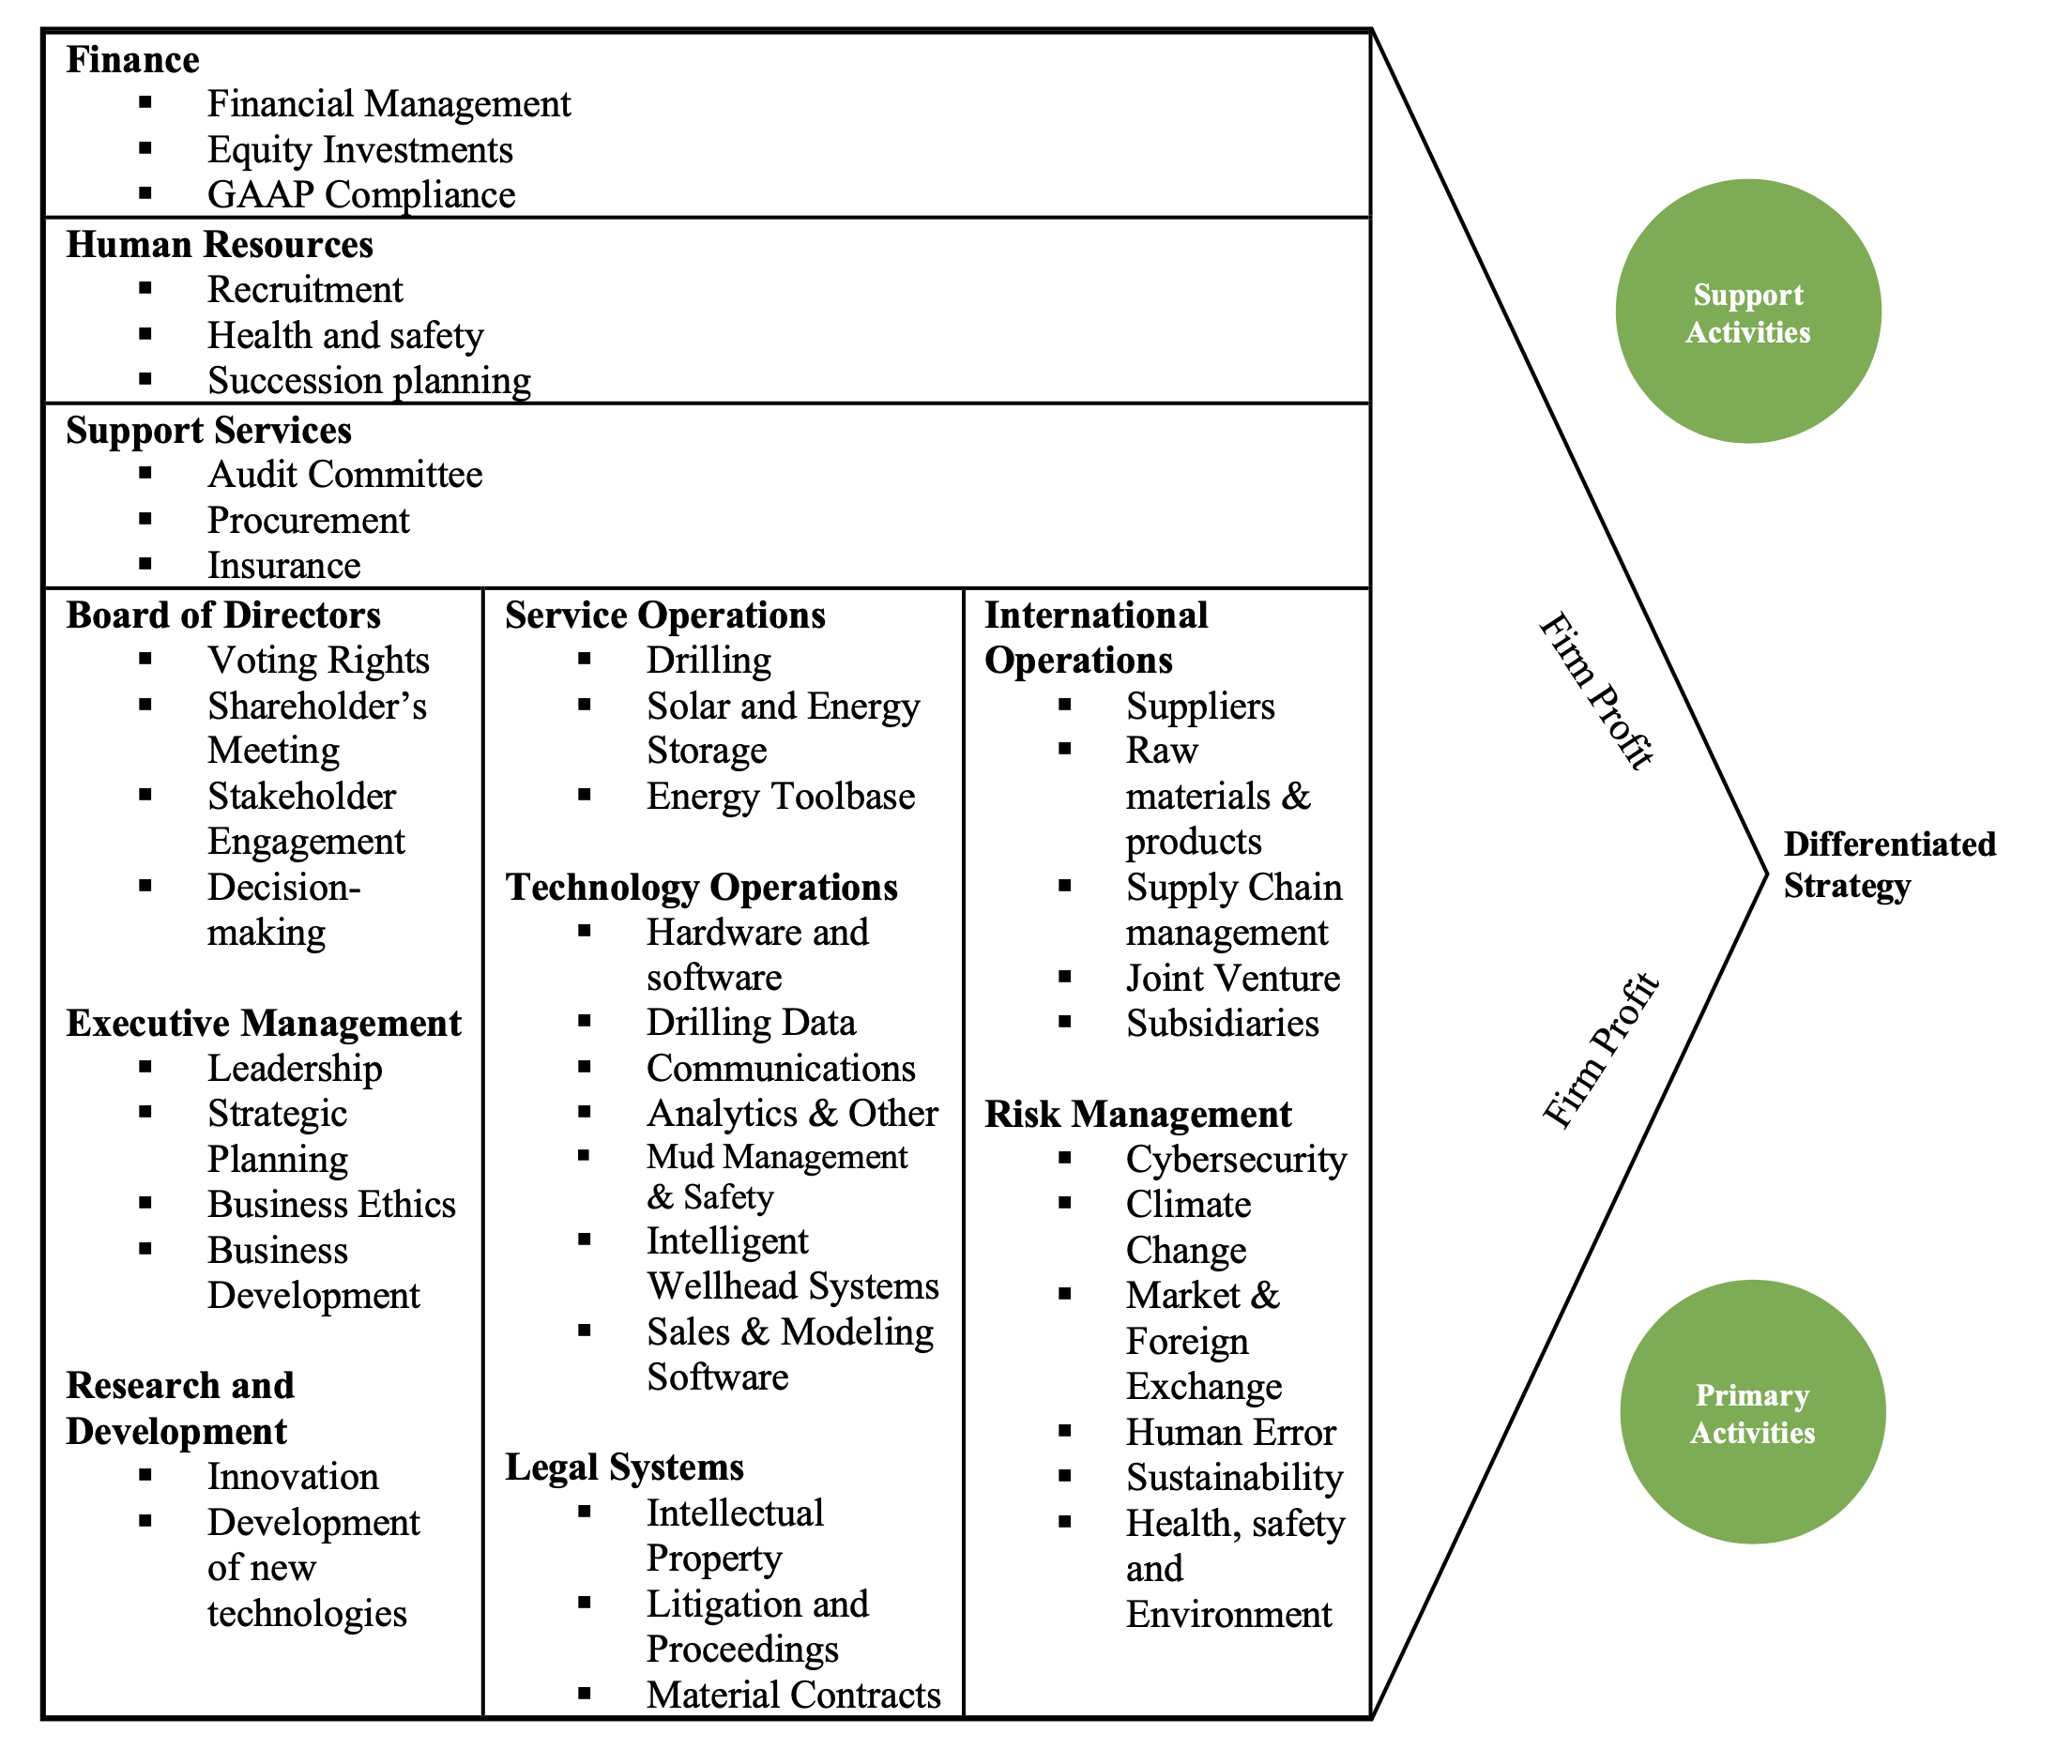 Finance
▪ Financial Management
▪ Equity Investments
▪ GAAP Compliance
Human Resources
▪ Recruitment
▪ Health and safety
▪ Succession planning
Support Services
▪ Audit Committee
▪ Procurement
▪ Insurance
Board of Directors
▪ Voting Rights
▪ Shareholder’s
Meeting
▪ Stakeholder
Engagement
▪ Decision-
making
Executive Management
▪ Leadership
▪ Strategic
Planning
▪ Business Ethics
▪ Business
Development
Research and
Development
▪ Innovation
▪ Development
of new
technologies
Service Operations
▪ Drilling
▪ Solar and Energy
Storage
▪ Energy Toolbase
Technology Operations
▪ Hardware and
software
▪ Drilling Data
▪ Communications
▪ Analytics & Other
▪ Mud Management
& Safety
▪ Intelligent
Wellhead Systems
▪ Sales & Modeling
Software
Legal Systems
▪ Intellectual
Property
▪ Litigation and
Proceedings
▪ Material Contracts
International
Operations
▪ Suppliers
▪ Raw
materials &
products
▪ Supply Chain
management
▪ Joint Venture
▪ Subsidiaries
Risk Management
▪ Cybersecurity
▪ Climate
Change
▪ Market &
Foreign
Exchange
▪ Human Error
▪ Sustainability
▪ Health, safety
and
Environment
Support
Activities
Firm Profit
Differentiated
Strategy
Firm Profit
Primary
Activities